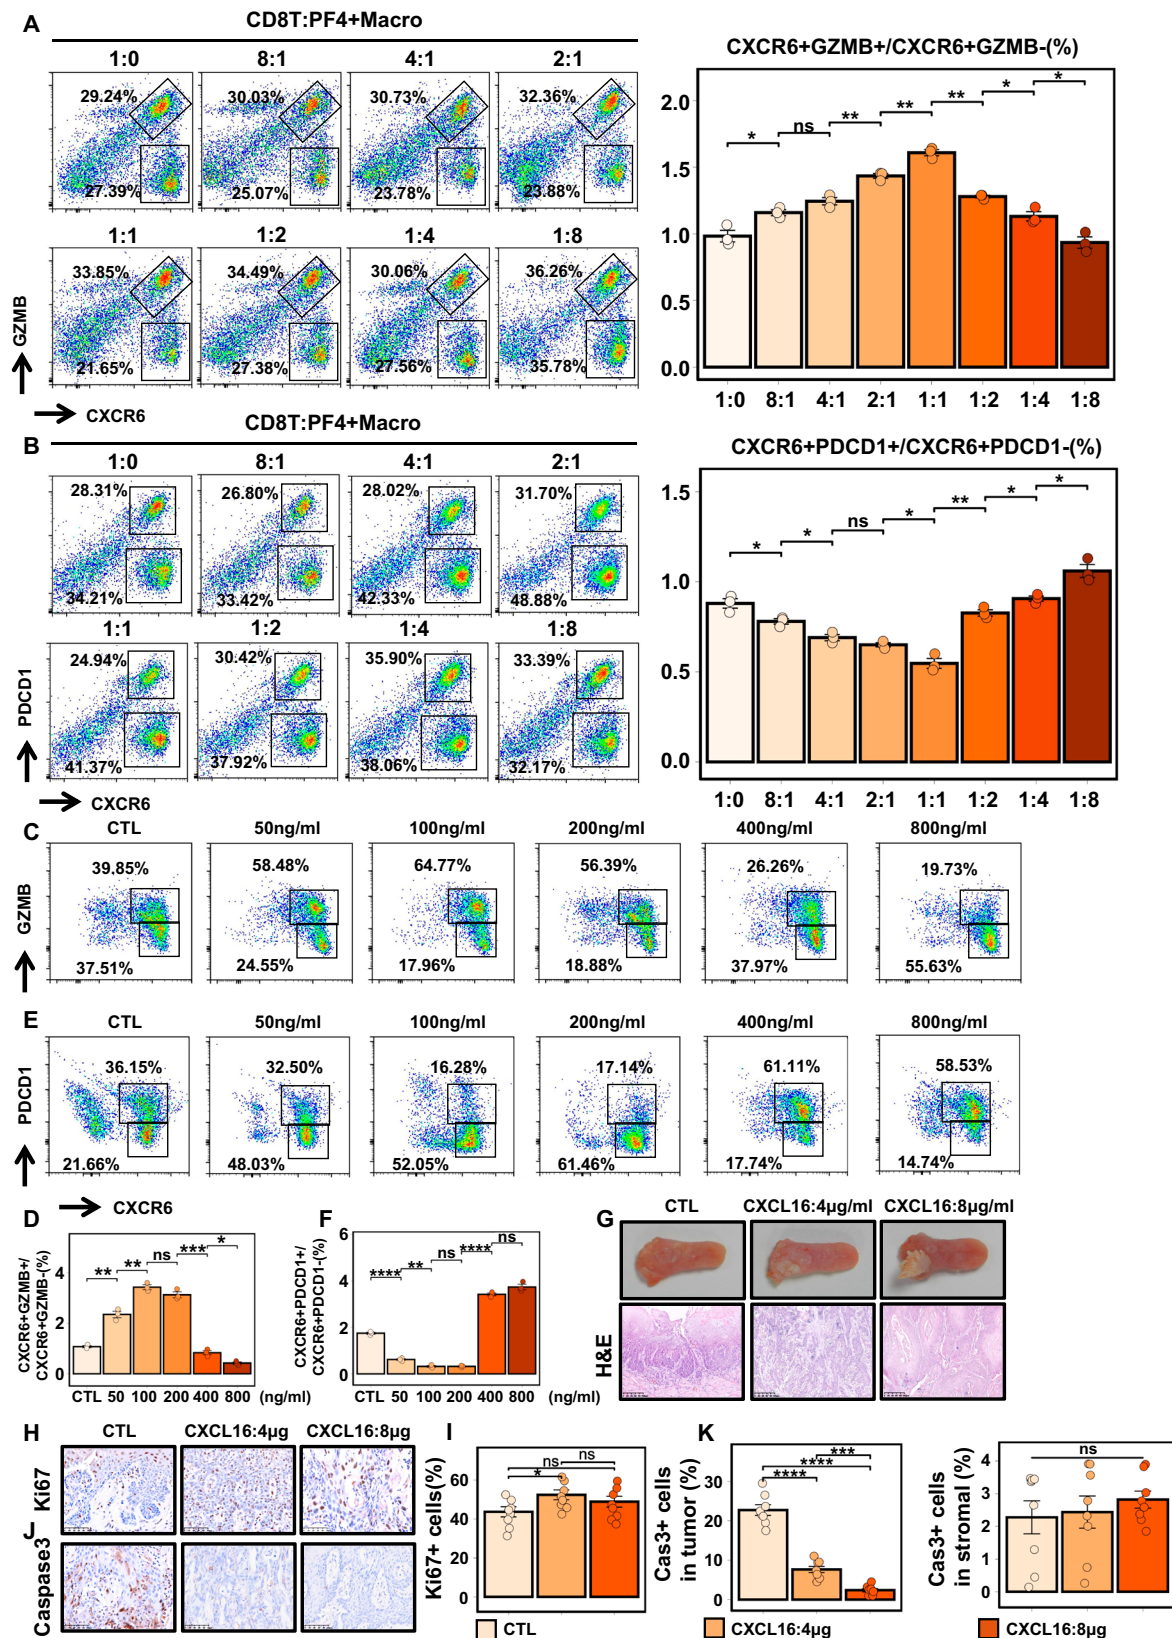 A
CD8T:PF4+Macro
1:0 8:1 4:1 2:1
29.24% 30.03% 30.73% 32.36%
27.39% 25.07% 23.78% 23.88%
1:1 1:2 1:4 1:8
33.85% 34.49% 30.06% 36.26%
21.65% 27.38% 27.56% 35.78%
GZMB
CXCR6
CXCR6+GZMB+/CXCR6+GZMB-(%)
* ns ** ** ** * *
2.0
1.5
1.0
0.5
0.0
1:0 8:1 4:1 2:1 1:1 1:2 1:4 1:8
B
CD8T:PF4+Macro
1:0 8:1 4:1 2:1
28.31% 26.80% 28.02% 31.70%
34.21% 33.42% 42.33% 48.88%
1:1 1:2 1:4 1:8
24.94% 30.42% 35.90% 33.39%
41.37% 37.92% 38.06% 32.17%
PDCD1
CXCR6
CXCR6+PDCD1+/CXCR6+PDCD1-(%)
* * ns * ** * *
1.5
1.0
0.5
0.0
1:0 8:1 4:1 2:1 1:1 1:2 1:4 1:8
C
CTL 50ng/ml 100ng/ml 200ng/ml 400ng/ml 800ng/ml
39.85% 58.48% 64.77% 56.39% 26.26% 19.73%
37.51% 24.55% 17.96% 18.88% 37.97% 55.63%
GZMB
E
CTL 50ng/ml 100ng/ml 200ng/ml 400ng/ml 800ng/ml
36.15% 32.50% 16.28% 17.14% 61.11% 58.53%
21.66% 48.03% 52.05% 61.46% 17.74% 14.74%
PDCD1
CXCR6
D
CXCR6+GZMB+/
CXCR6+GZMB-(%)
** ** ns *** *
4
2
0
CTL 50 100 200 400 800 (ng/ml)
F
CXCR6+PDCD1+/
CXCR6+PDCD1-(%)
**** ** ns **** ns
6
4
2
0
CTL 50 100 200 400 800 (ng/ml)
G
CTL CXCL16:4µg/ml CXCL16:8µg/ml
H&E
H
CTL CXCL16:4µg CXCL16:8µg
Ki67
J
Caspase3
I
Ki67+ cells(%)
ns ns
*
60
40
20
0
K
Cas3+ cells
in tumor (%)
***
****
****
30
20
10
0
Cas3+ cells
in stromal (%)
ns
4
3
2
1
0
CTL CXCL16:4µg CXCL16:8µg